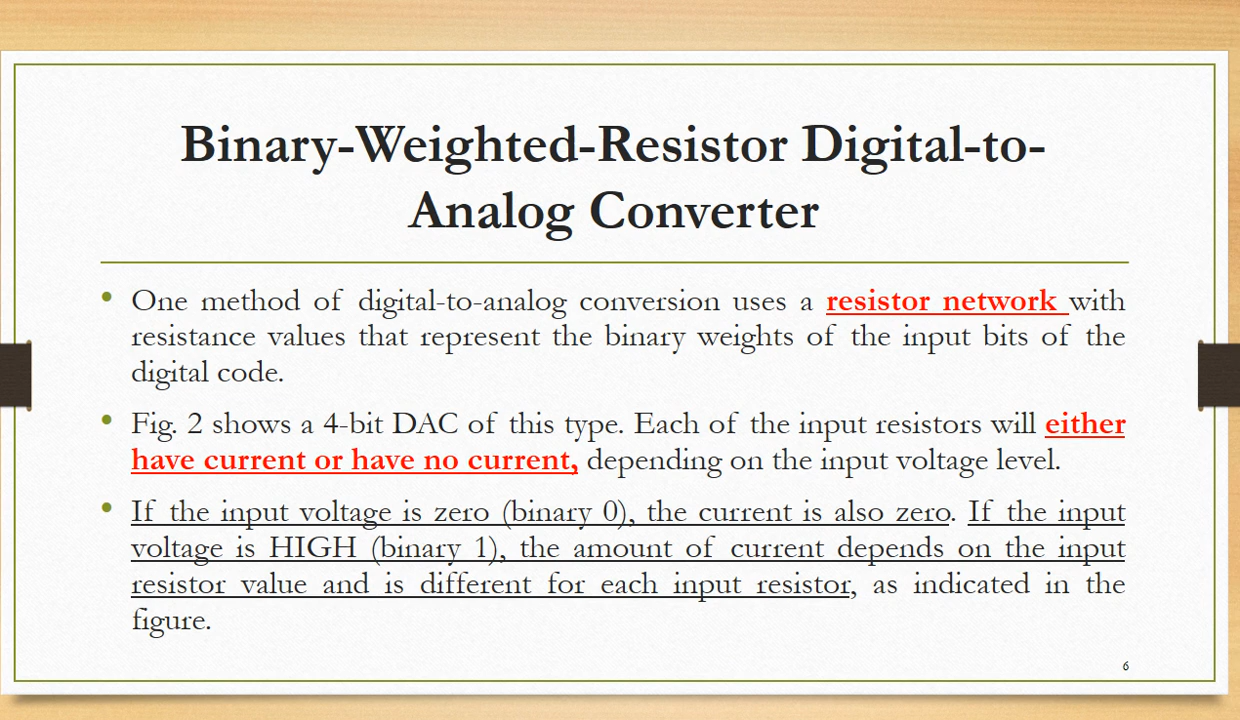 Binary-Weighted-Resistor Digital-to-
Analog Converter
• One method of digital-to-analog conversion uses a resistor network with
resistance values that represent the binary weights of the input bits of the
digital code.
• Fig. 2 shows a 4-bit DAC of this type. Each of the input resistors will either
have current or have no current, depending on the input voltage level.
• If the input voltage is zero (binary 0), the current is also zero. If the input
voltage is HIGH (binary 1), the amount of current depends on the input
resistor value and is different for each input resistor, as indicated in the
figure.
6